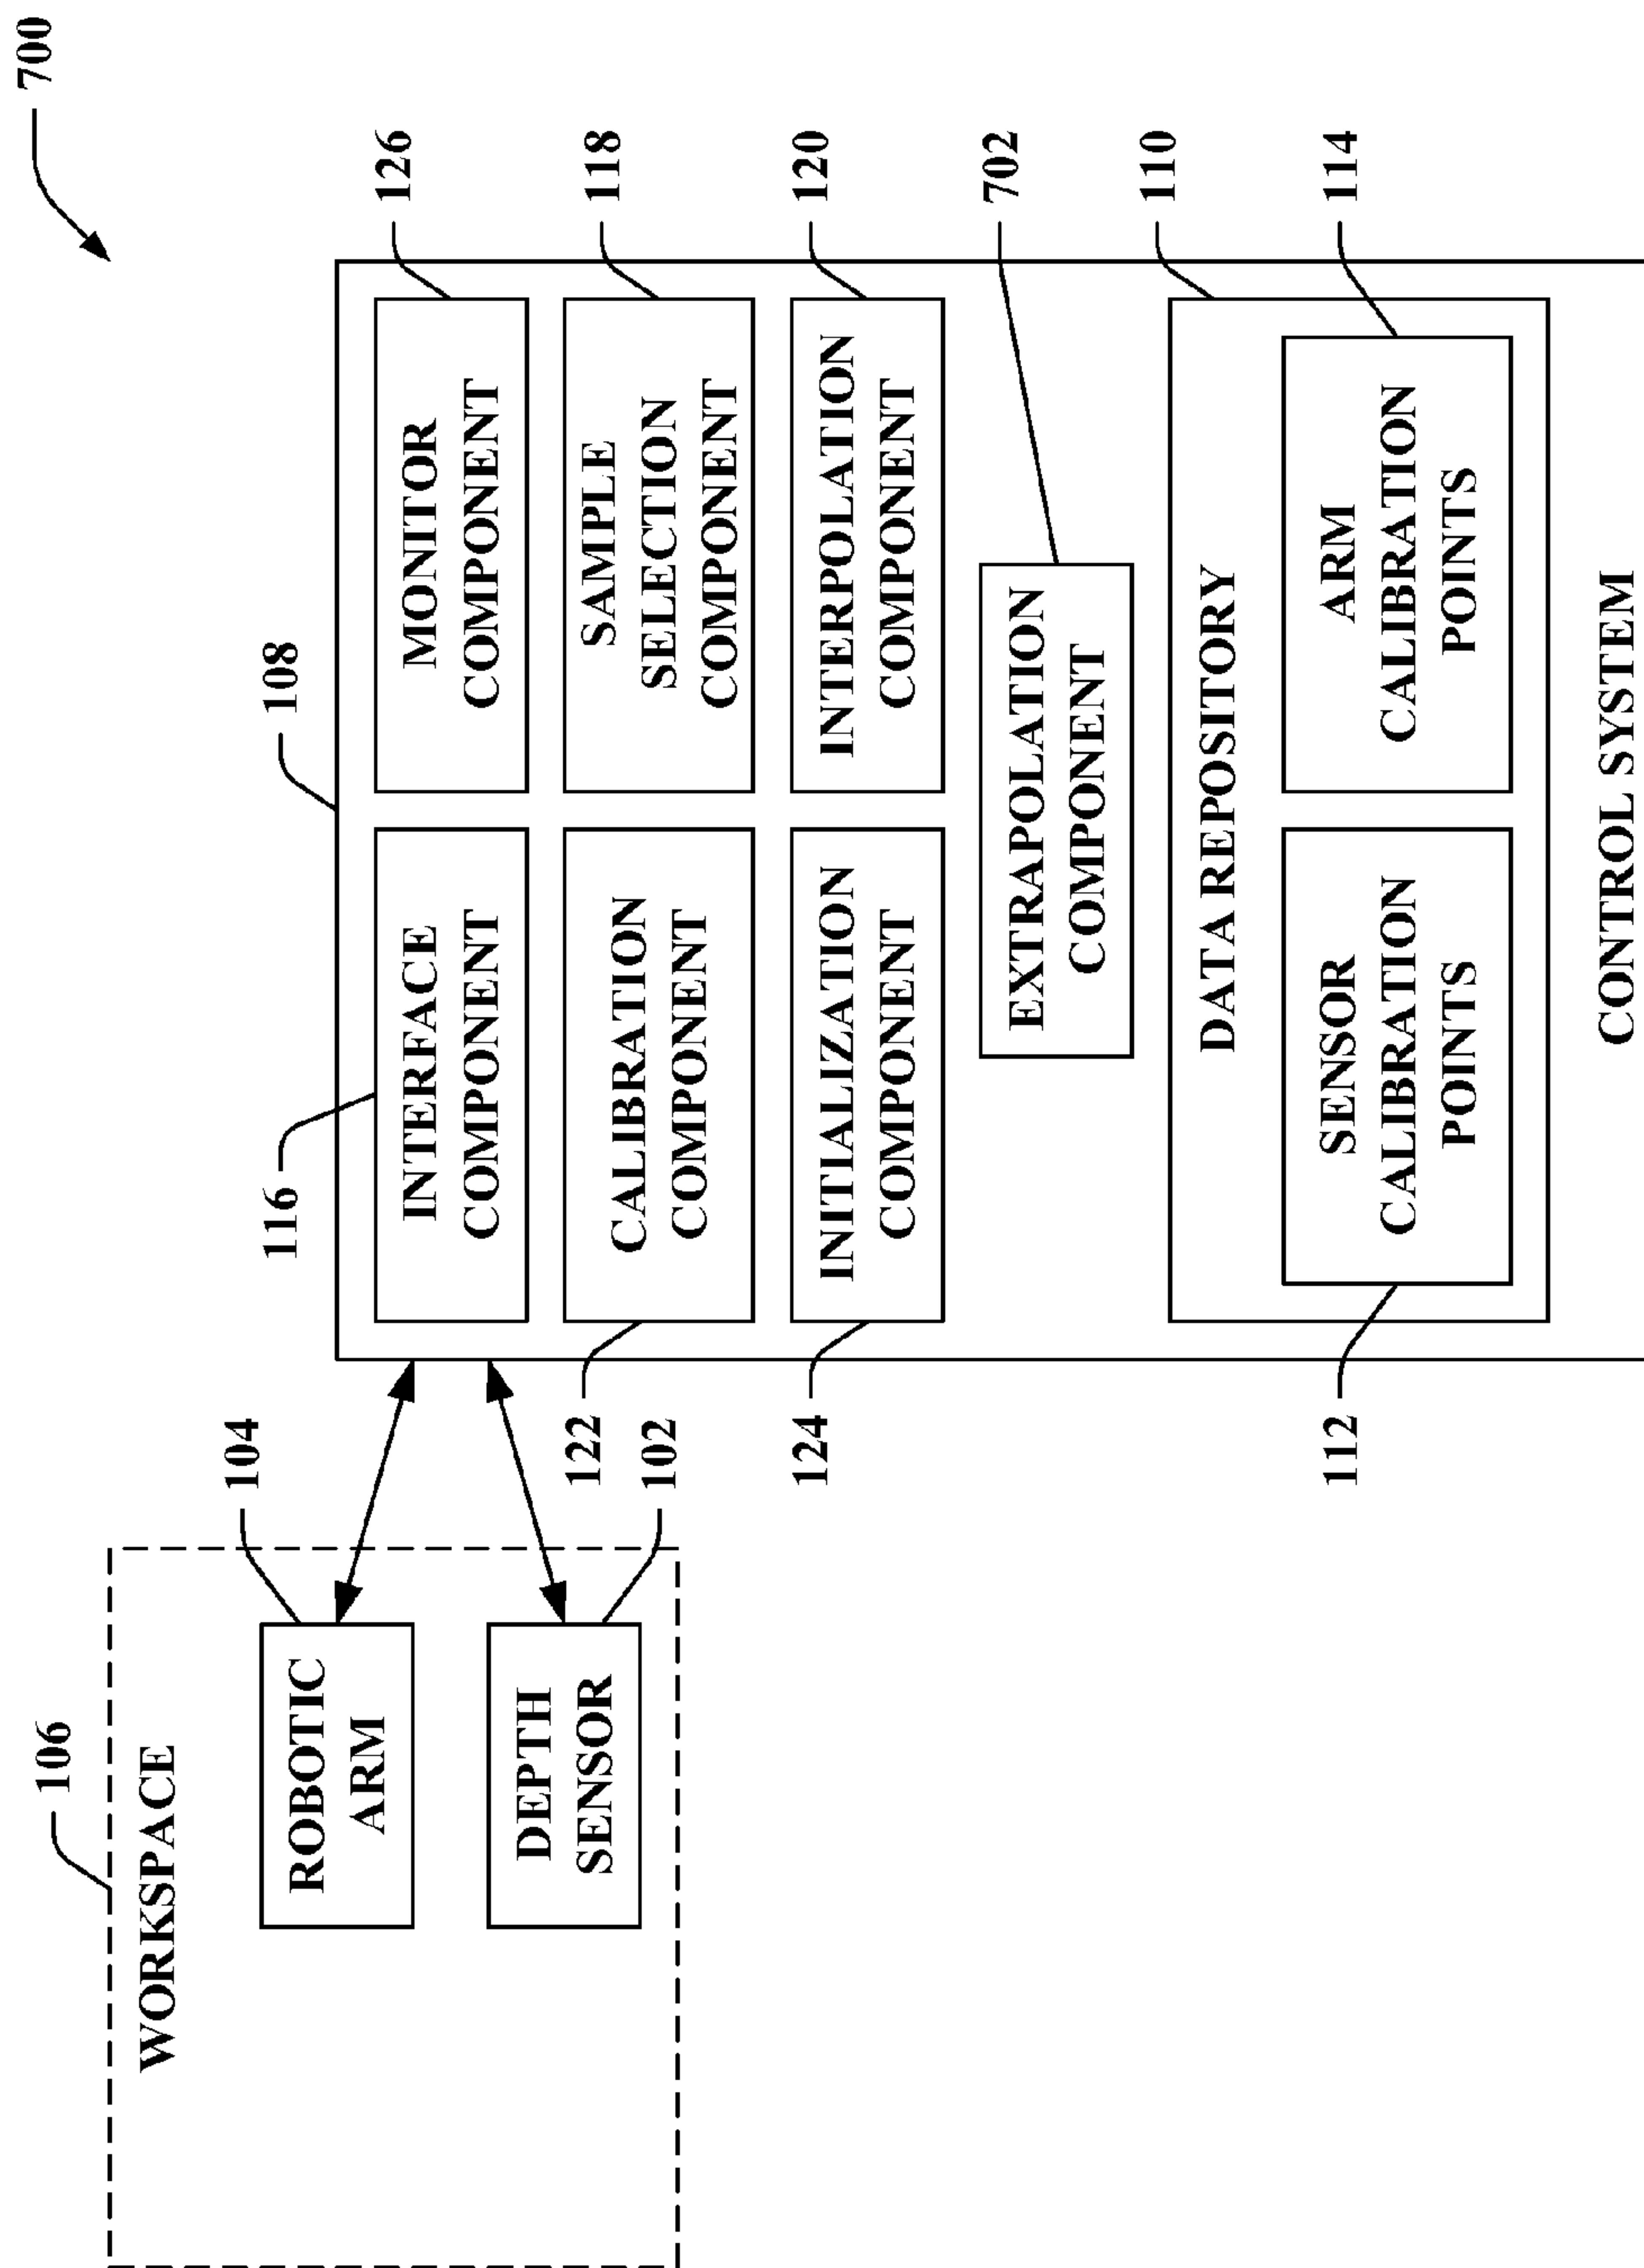 700
106
WORKSPACE
104
ROBOTIC
ARM
DEPTH
SENSOR
102
108
116
INTERFACE
COMPONENT
MONITOR
COMPONENT
126
122
CALIBRATION
COMPONENT
SAMPLE
SELECTION
COMPONENT
118
124
INITIALIZATION
COMPONENT
INTERPOLATION
COMPONENT
120
EXTRAPOLATION
COMPONENT
702
DATA REPOSITORY
110
112
SENSOR
CALIBRATION
POINTS
ARM
CALIBRATION
POINTS
114
CONTROL SYSTEM